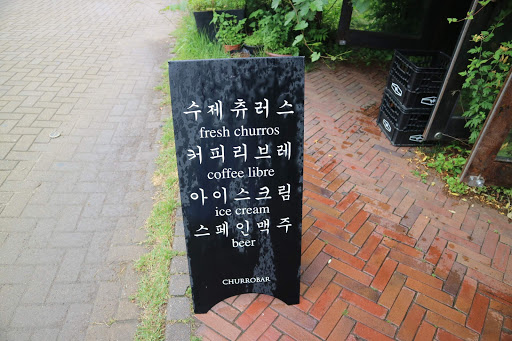 수제츄러스
fresh churros
커피리브레
coffee libre
아이스크림
ice cream
스페인맥주
beer
CHURROBAR